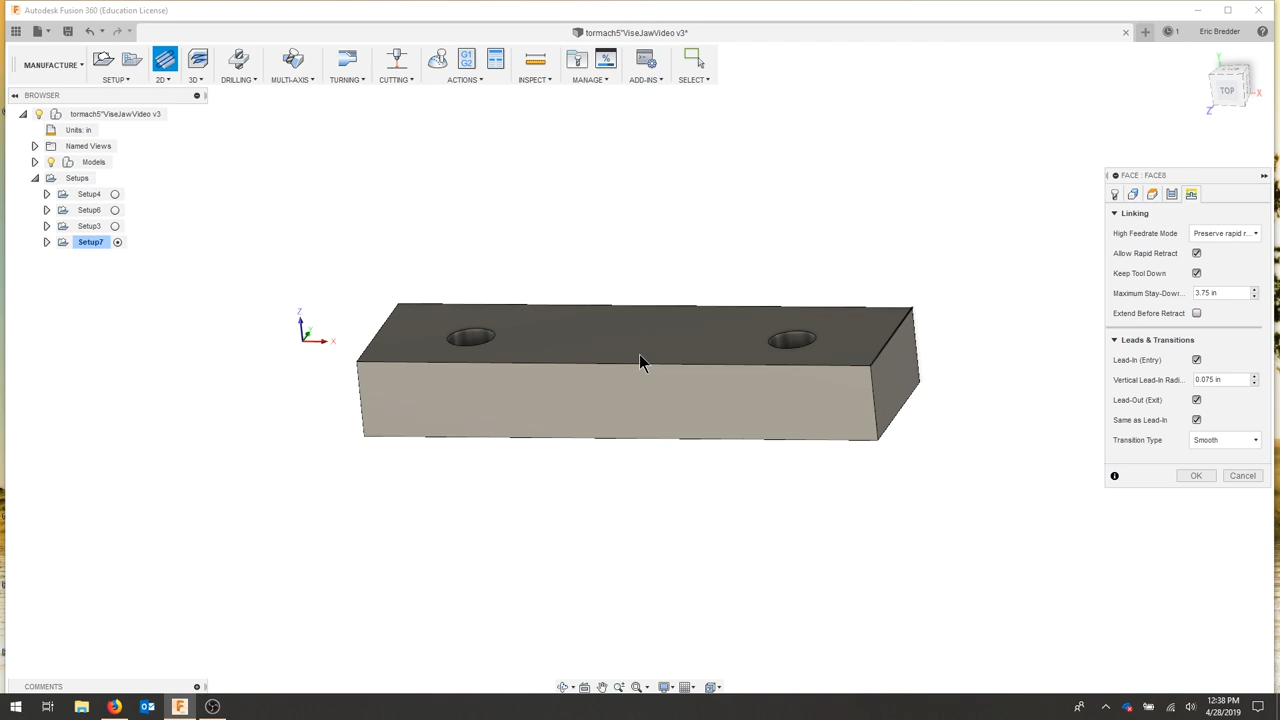 Autodesk Fusion 360 (Education License)
tormach5"ViseJawVideo v3*
1
Eric Bredder
MANUFACTURE
SETUP
2D
3D
DRILLING
MULTI-AXIS
TURNING
CUTTING
G1
G2
ACTIONS
INSPECT
%
MANAGE
ADD-INS
SELECT
BROWSER
tormach5"ViseJawVideo v3
Units: in
Named Views
Models
Setups
Setup4
Setup6
Setup3
Setup7
Y
TOP
X
Z
Z
Y
X
FACE : FACE8
Linking
High Feedrate Mode
Preserve rapid r...
Allow Rapid Retract
Keep Tool Down
Maximum Stay-Down...
3.75 in
Extend Before Retract
Leads & Transitions
Lead-In (Entry)
Vertical Lead-In Radi...
0.075 in
Lead-Out (Exit)
Same as Lead-In
Transition Type
Smooth
OK
Cancel
COMMENTS
12:38 PM
4/28/2019